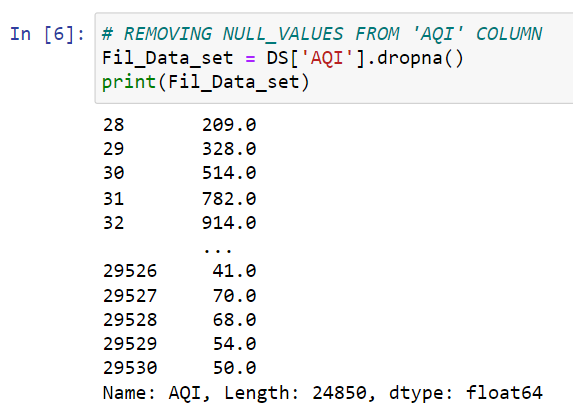 In [6]: # REMOVING NULL_VALUES FROM 'AQI' COLUMN
Fil_Data_set = DS['AQI'].dropna()
print(Fil_Data_set)
28 209.0
29 328.0
30 514.0
31 782.0
32 914.0
...
29526 41.0
29527 70.0
29528 68.0
29529 54.0
29530 50.0
Name: AQI, Length: 24850, dtype: float64